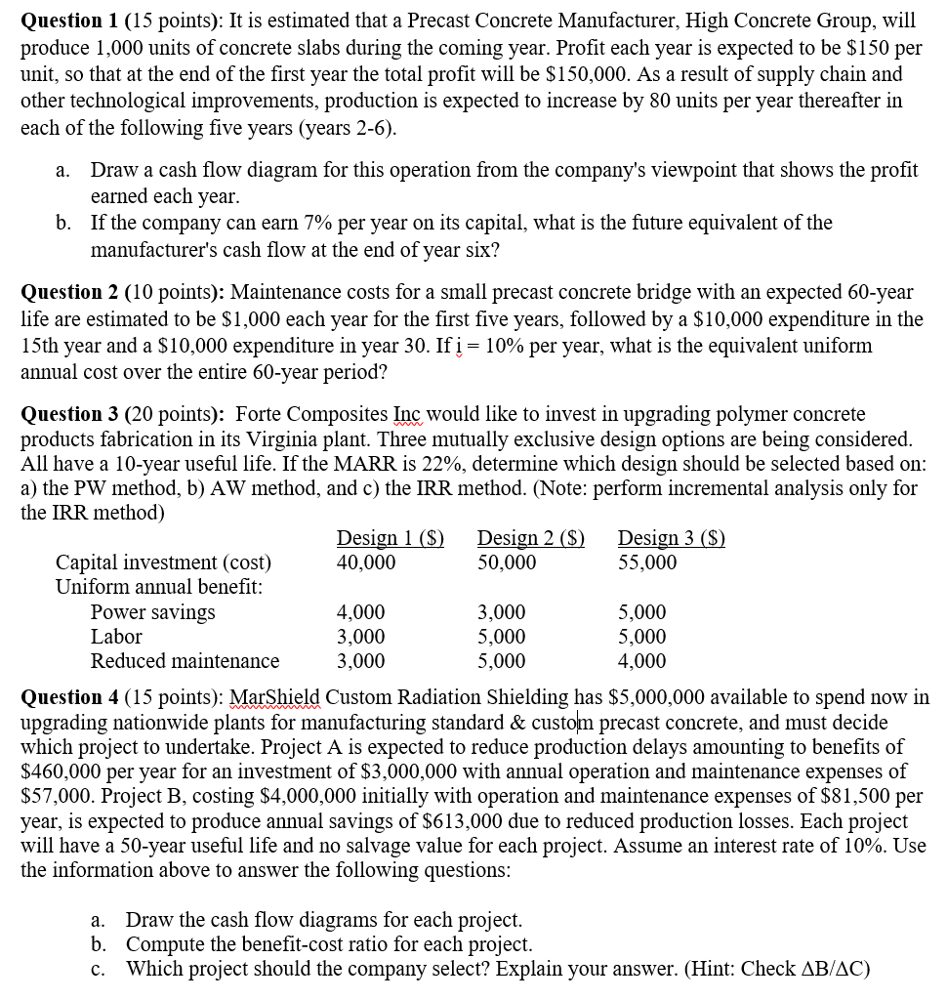 Question 1 (15 points): It is estimated that a Precast Concrete Manufacturer, High Concrete Group, will
produce 1,000 units of concrete slabs during the coming year. Profit each year is expected to be $150 per
unit, so that at the end of the first year the total profit will be $150,000. As a result of supply chain and
other technological improvements, production is expected to increase by 80 units per year thereafter in
each of the following five years (years 2-6).
a. Draw a cash flow diagram for this operation from the company's viewpoint that shows the profit
earned each year.
b. If the company can earn 7% per year on its capital, what is the future equivalent of the
manufacturer's cash flow at the end of year six?
Question 2 (10 points): Maintenance costs for a small precast concrete bridge with an expected 60-year
life are estimated to be $1,000 each year for the first five years, followed by a $10,000 expenditure in the
15th year and a $10,000 expenditure in year 30. If i = 10% per year, what is the equivalent uniform
annual cost over the entire 60-year period?
Question 3 (20 points): Forte Composites Inc would like to invest in upgrading polymer concrete
products fabrication in its Virginia plant. Three mutually exclusive design options are being considered.
All have a 10-year useful life. If the MARR is 22%, determine which design should be selected based on:
a) the PW method, b) AW method, and c) the IRR method. (Note: perform incremental analysis only for
the IRR method)
Design 1 ($) Design 2 ($) Design 3 ($)
Capital investment (cost) 40,000 50,000 55,000
Uniform annual benefit:
Power savings 4,000 3,000 5,000
Labor 3,000 5,000 5,000
Reduced maintenance 3,000 5,000 4,000
Question 4 (15 points): MarShield Custom Radiation Shielding has $5,000,000 available to spend now in
upgrading nationwide plants for manufacturing standard & custom precast concrete, and must decide
which project to undertake. Project A is expected to reduce production delays amounting to benefits of
$460,000 per year for an investment of $3,000,000 with annual operation and maintenance expenses of
$57,000. Project B, costing $4,000,000 initially with operation and maintenance expenses of $81,500 per
year, is expected to produce annual savings of $613,000 due to reduced production losses. Each project
will have a 50-year useful life and no salvage value for each project. Assume an interest rate of 10%. Use
the information above to answer the following questions:
a. Draw the cash flow diagrams for each project.
b. Compute the benefit-cost ratio for each project.
c. Which project should the company select? Explain your answer. (Hint: Check ΔB/ΔC)